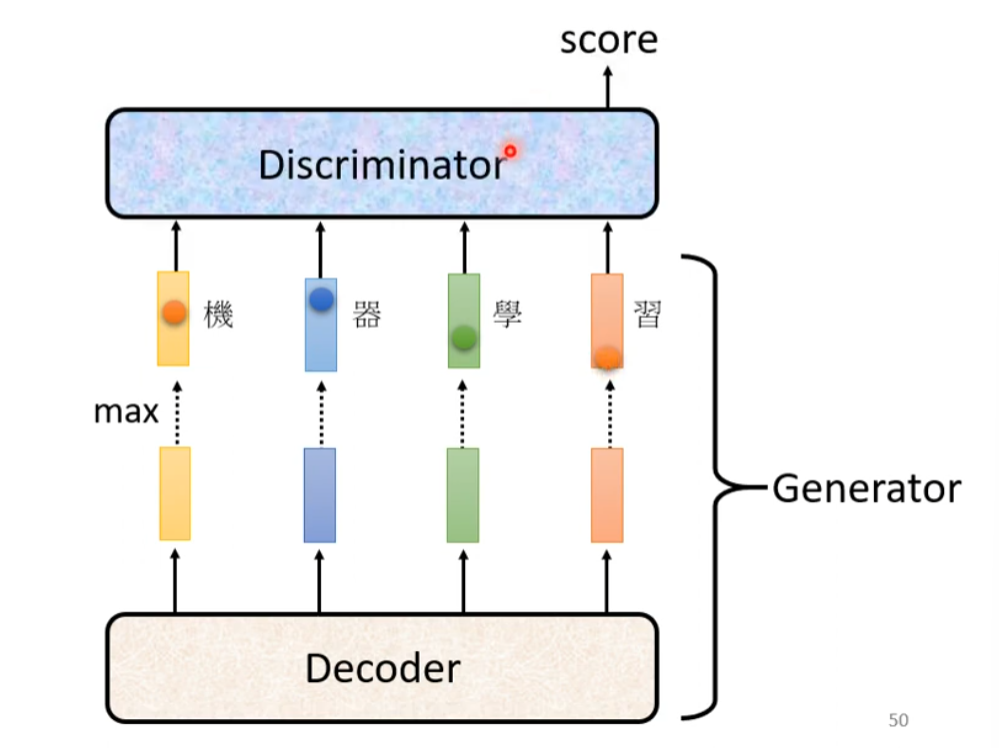 score
Discriminator
機
器
學
習
max
Generator
Decoder
50